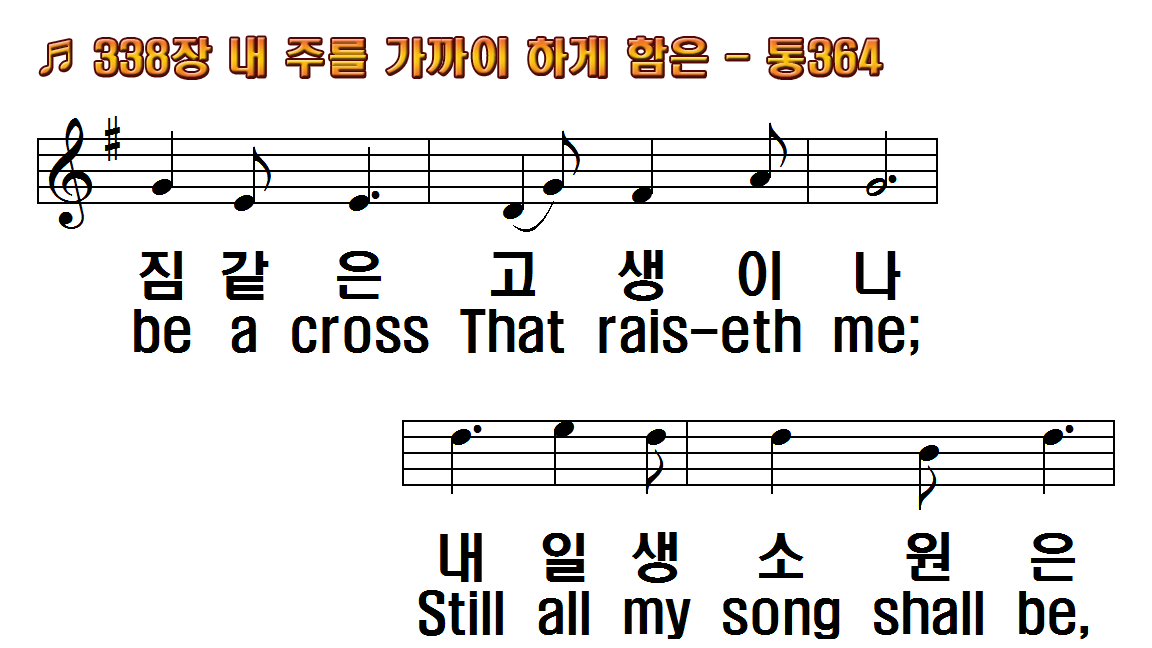 ♬ 338장 내 주를 가까이 하게 함은 - 통364
짐 같 은 고 생 이 나
be a cross That rais-eth me;
내 일 생 소 원 은
Still all my song shall be,